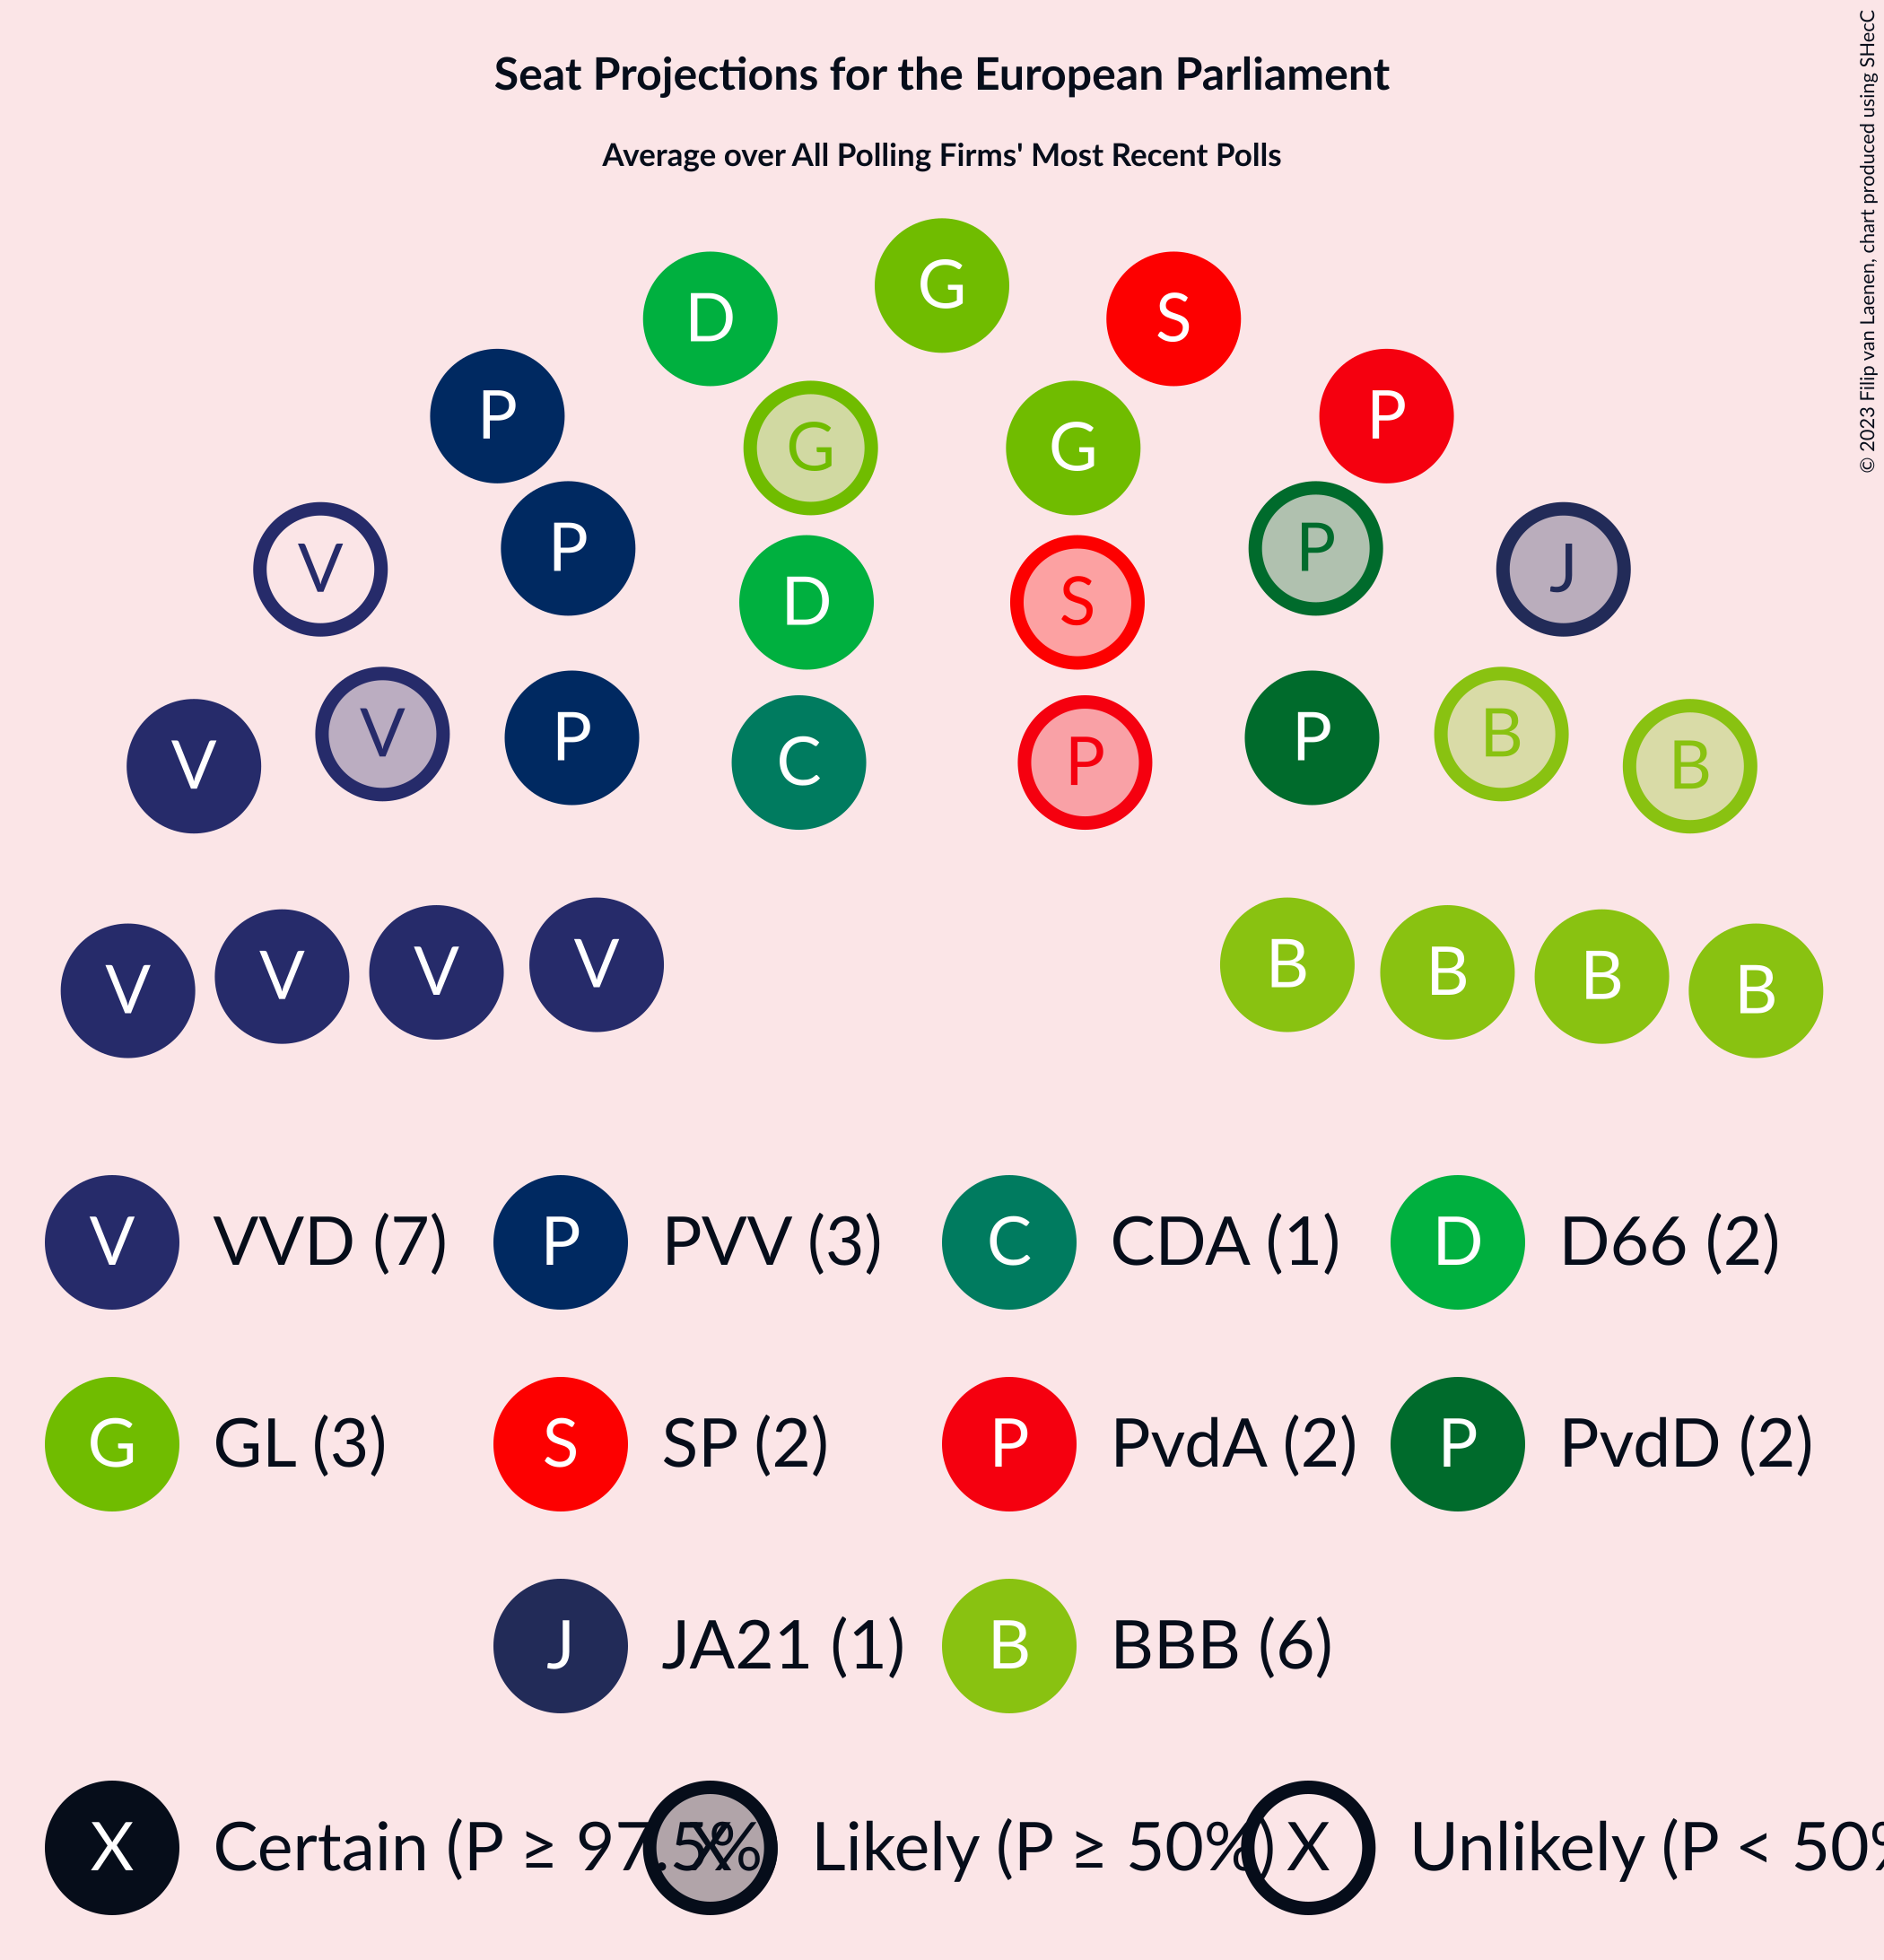 Seat Projections for the European Parliament
Average over All Polling Firms' Most Recent Polls
© 2023 Filip van Laenen, chart produced using SHecC
G
D S
P P
G G
P P
V J
D S
V P C P P B B
V
V V V V B B B B
V VVD (7) P PVV (3) C CDA (1) D D66 (2)
G GL (3) S SP (2) P PvdA (2) P PvdD (2)
J JA21 (1) B BBB (6)
X Certain (P ≥ 97.5% X Likely (P ≥ 50%) X Unlikely (P < 50%